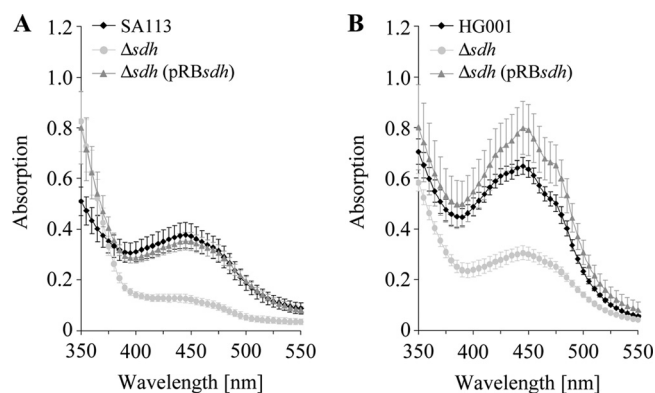 A
SA113
Δsdh
Δsdh (pRBsdh)
1.2
1.0
0.8
0.6
0.4
0.2
0
Absorption
350
400
450
500
550
Wavelength [nm]
B
HG001
Δsdh
Δsdh (pRBsdh)
1.2
1.0
0.8
0.6
0.4
0.2
0
Absorption
350
400
450
500
550
Wavelength [nm]